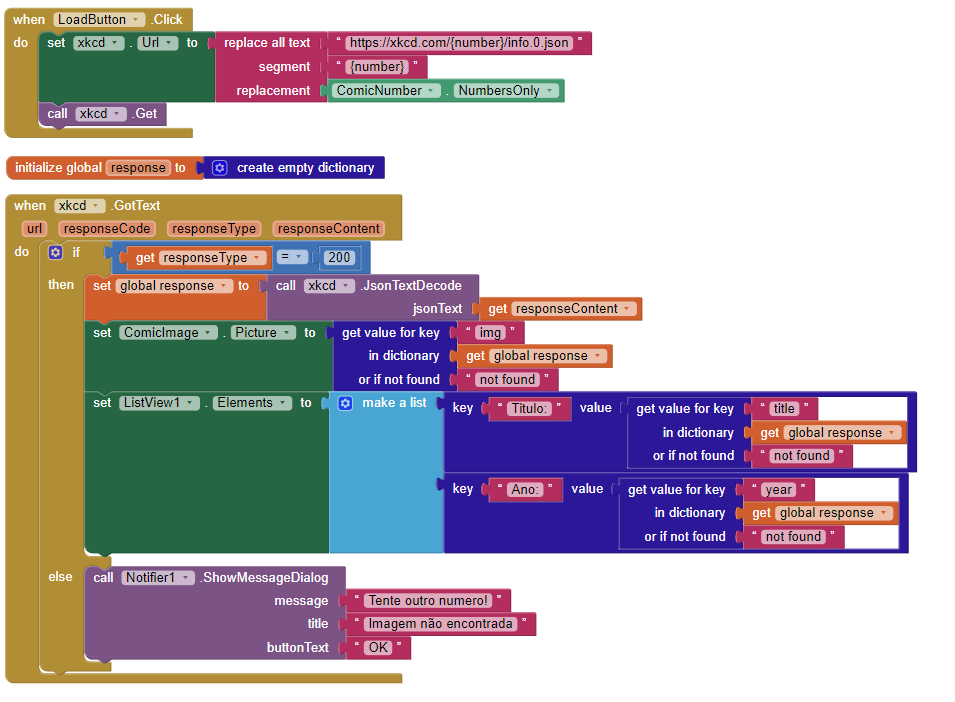 when LoadButton .Click
do set xkcd . Url to replace all text “ https://xkcd.com/{number}/info.0.json ”
segment “ {number} ”
replacement ComicNumber . NumbersOnly
call xkcd .Get
initialize global response to create empty dictionary
when xkcd .GotText
url responseCode responseType responseContent
do if get responseType = 200
then set global response to call xkcd .JsonTextDecode
jsonText get responseContent
set ComicImage . Picture to get value for key “ img ”
in dictionary get global response
or if not found “ not found ”
set ListView1 . Elements to make a list key “ Titulo: ” value get value for key “ title ”
in dictionary get global response
or if not found “ not found ”
key “ Ano: ” value get value for key “ year ”
in dictionary get global response
or if not found “ not found ”
else call Notifier1 .ShowMessageDialog
message “ Tente outro numero! ”
title “ Imagem não encontrada ”
buttonText “ OK ”